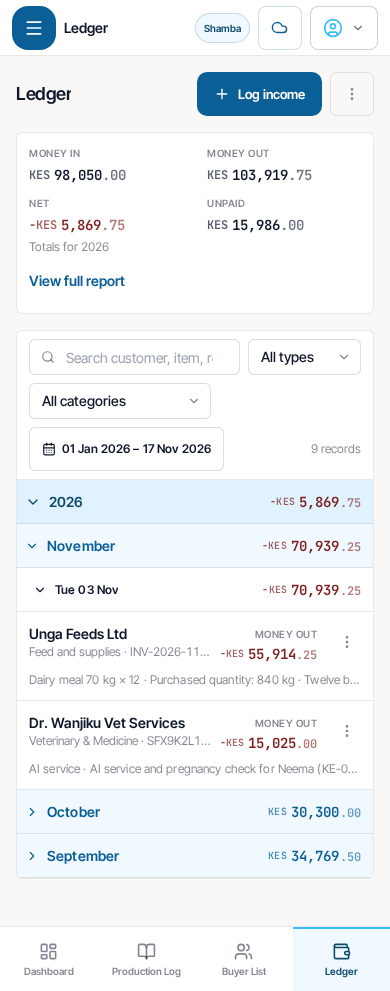 Ledger
Shamba
Ledger
Log income
MONEY IN
MONEY OUT
KES 98,050.00
KES 103,919.75
NET
UNPAID
-KES 5,869.75
KES 15,986.00
Totals for 2026
View full report
Search customer, item, r
All types
All categories
01 Jan 2026 – 17 Nov 2026
9 records
2026
-KES 5,869.75
November
-KES 70,939.25
Tue 03 Nov
-KES 70,939.25
Unga Feeds Ltd
MONEY OUT
Feed and supplies · INV-2026-11...
-KES 55,914.25
Dairy meal 70 kg × 12 · Purchased quantity: 840 kg · Twelve b...
Dr. Wanjiku Vet Services
MONEY OUT
Veterinary & Medicine · SFX9K2L1...
-KES 15,025.00
AI service · AI service and pregnancy check for Neema (KE-0...
October
KES 30,300.00
September
KES 34,769.50
Dashboard
Production Log
Buyer List
Ledger